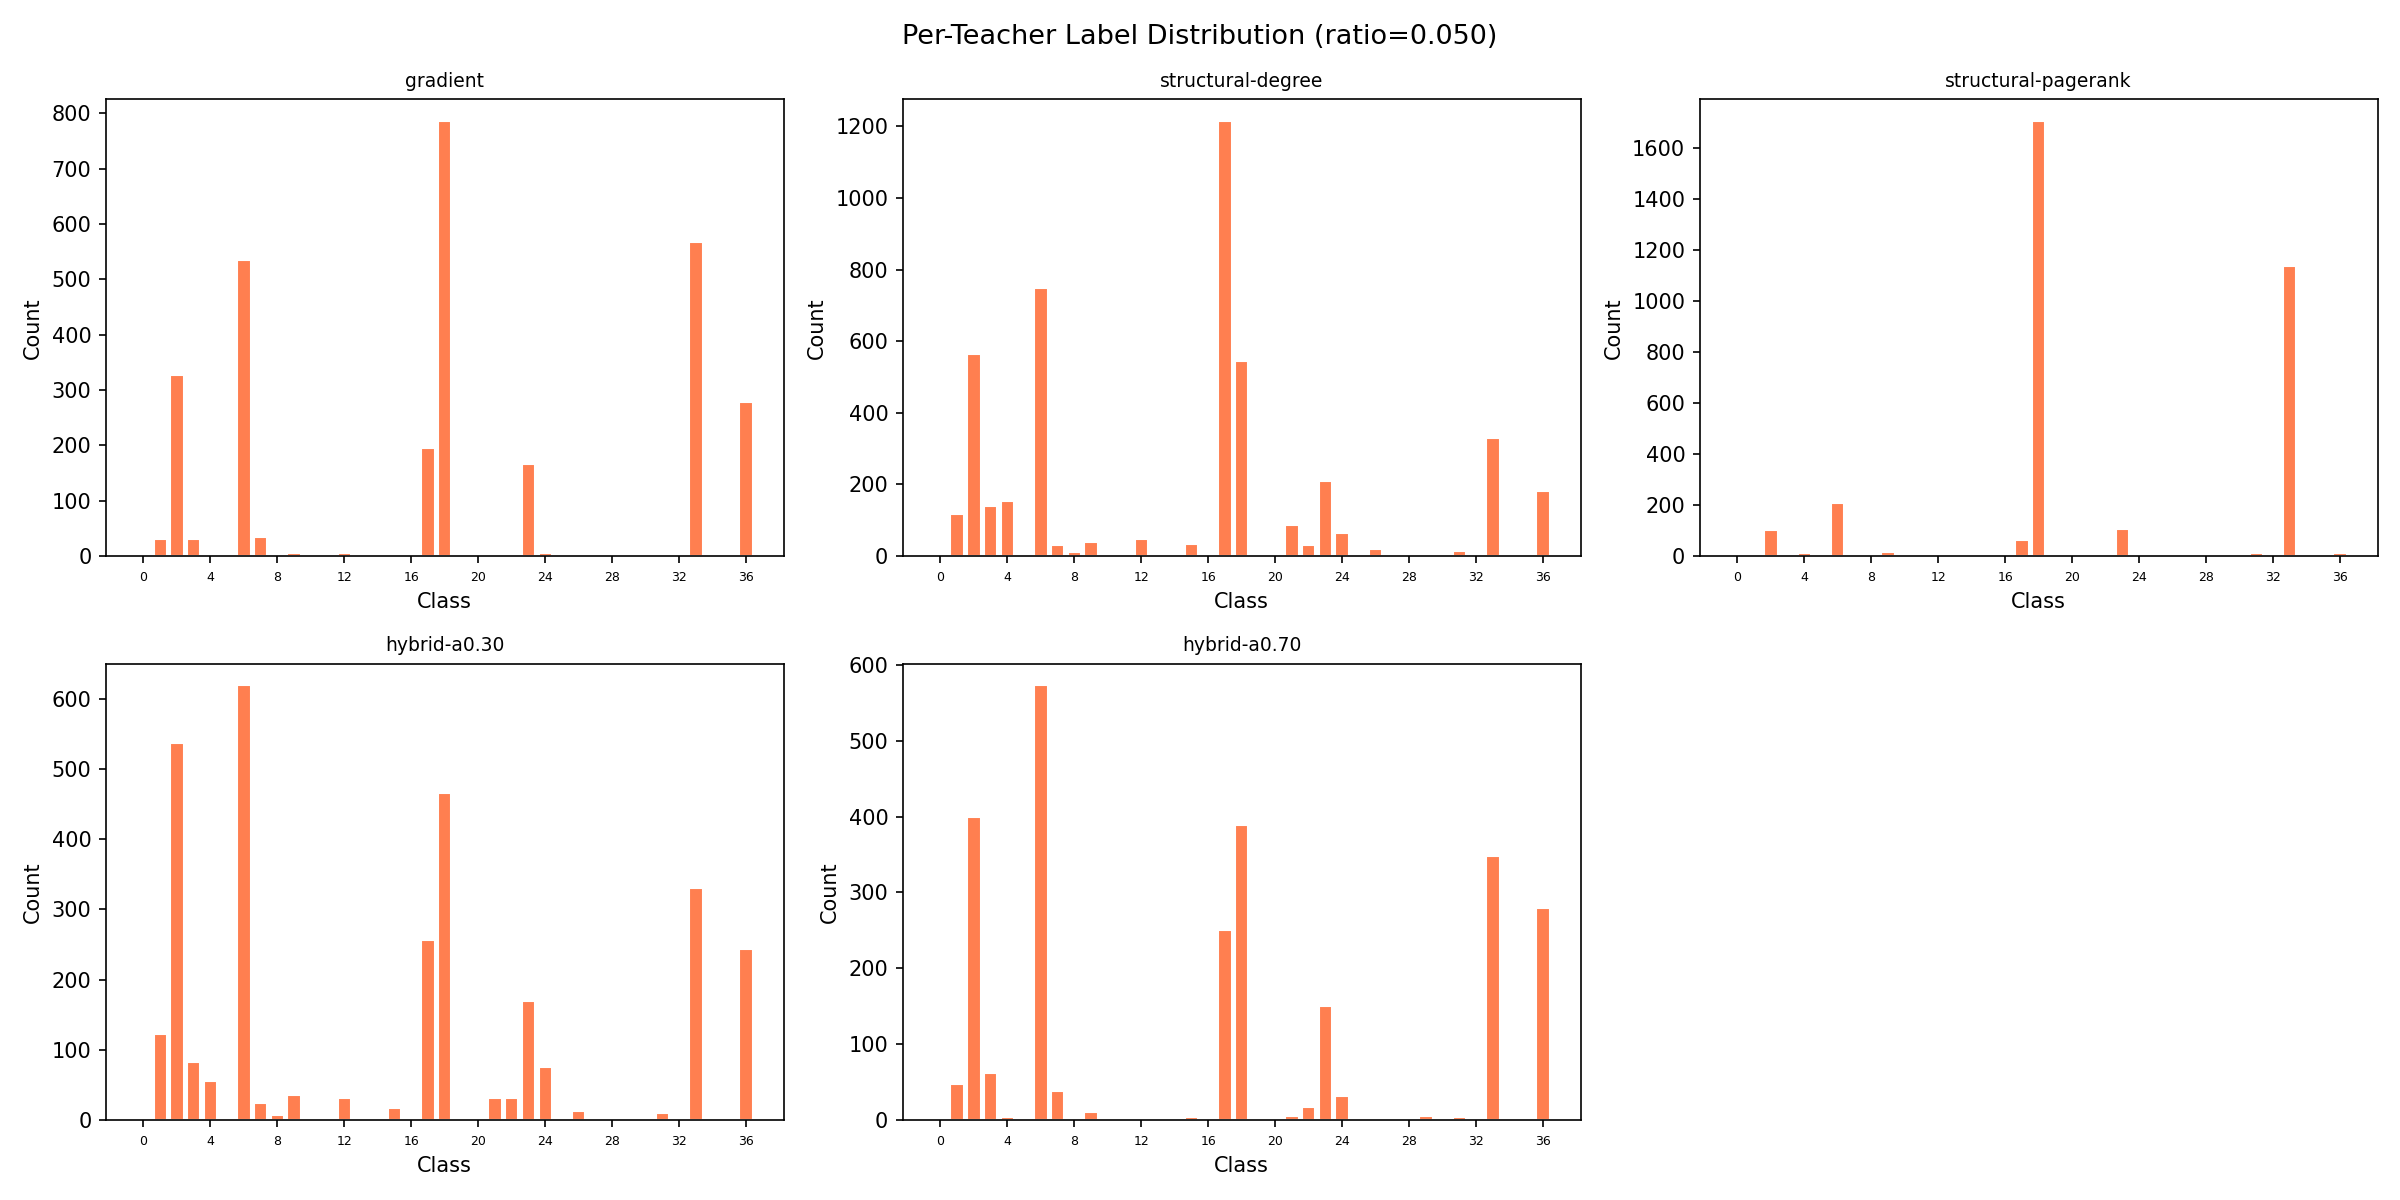 Per-Teacher Label Distribution (ratio=0.050)
gradient
structural-degree
structural-pagerank
800
700
600
500
400
300
200
100
0
Count
0 4 8 12 16 20 24 28 32 36
Class
1200
1000
800
600
400
200
0
Count
0 4 8 12 16 20 24 28 32 36
Class
1600
1400
1200
1000
800
600
400
200
0
Count
0 4 8 12 16 20 24 28 32 36
Class
hybrid-a0.30
hybrid-a0.70
600
500
400
300
200
100
0
Count
0 4 8 12 16 20 24 28 32 36
Class
600
500
400
300
200
100
0
Count
0 4 8 12 16 20 24 28 32 36
Class